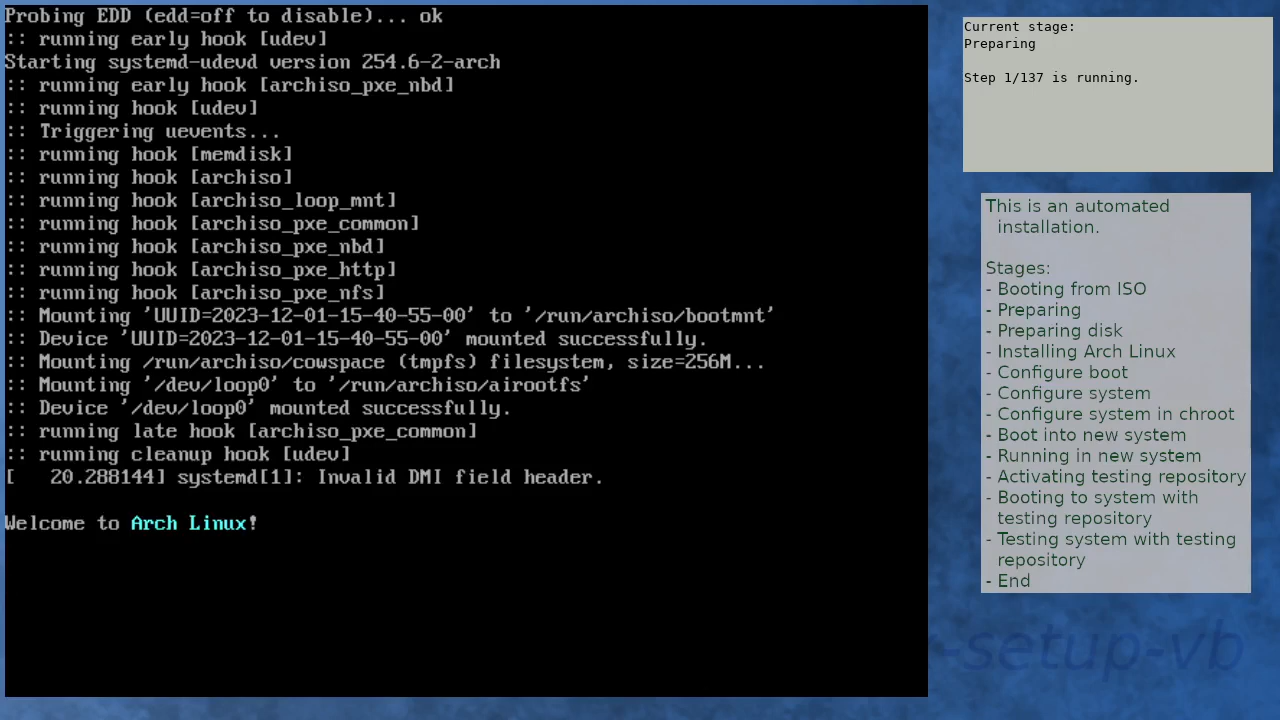 Probing EDD (edd=off to disable)... ok
:: running early hook [udev]
Starting systemd-udevd version 254.6-2-arch
:: running early hook [archiso_pxe_nbd]
:: running hook [udev]
:: Triggering uevents...
:: running hook [memdisk]
:: running hook [archiso]
:: running hook [archiso_loop_mnt]
:: running hook [archiso_pxe_common]
:: running hook [archiso_pxe_nbd]
:: running hook [archiso_pxe_http]
:: running hook [archiso_pxe_nfs]
:: Mounting 'UUID=2023-12-01-15-40-55-00' to '/run/archiso/bootmnt'
:: Device 'UUID=2023-12-01-15-40-55-00' mounted successfully.
:: Mounting /run/archiso/cowspace (tmpfs) filesystem, size=256M...
:: Mounting '/dev/loop0' to '/run/archiso/airootfs'
:: Device '/dev/loop0' mounted successfully.
:: running late hook [archiso_pxe_common]
:: running cleanup hook [udev]
[   20.288144] systemd[1]: Invalid DMI field header.
Welcome to Arch Linux!
Current stage:
Preparing
Step 1/137 is running.
This is an automated
installation.
Stages:
- Booting from ISO
- Preparing
- Preparing disk
- Installing Arch Linux
- Configure boot
- Configure system
- Configure system in chroot
- Boot into new system
- Running in new system
- Activating testing repository
- Booting to system with
testing repository
- Testing system with testing
repository
- End
-setup-vb